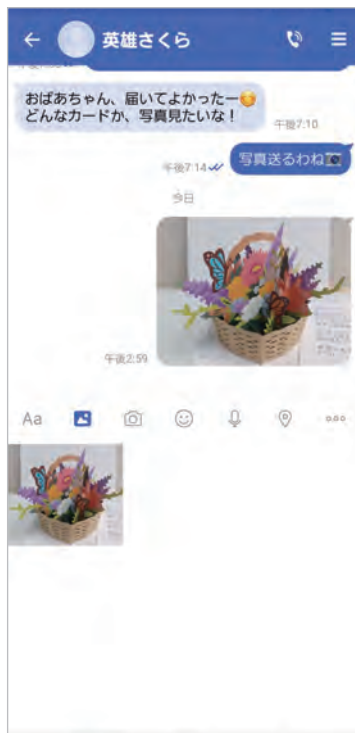 英雄さくら
おばあちゃん、届いてよかったー
どんなカードか、写真見たいな！
午後7:10
写真送るわね
午後7:14
今日
午後2:59
Aa